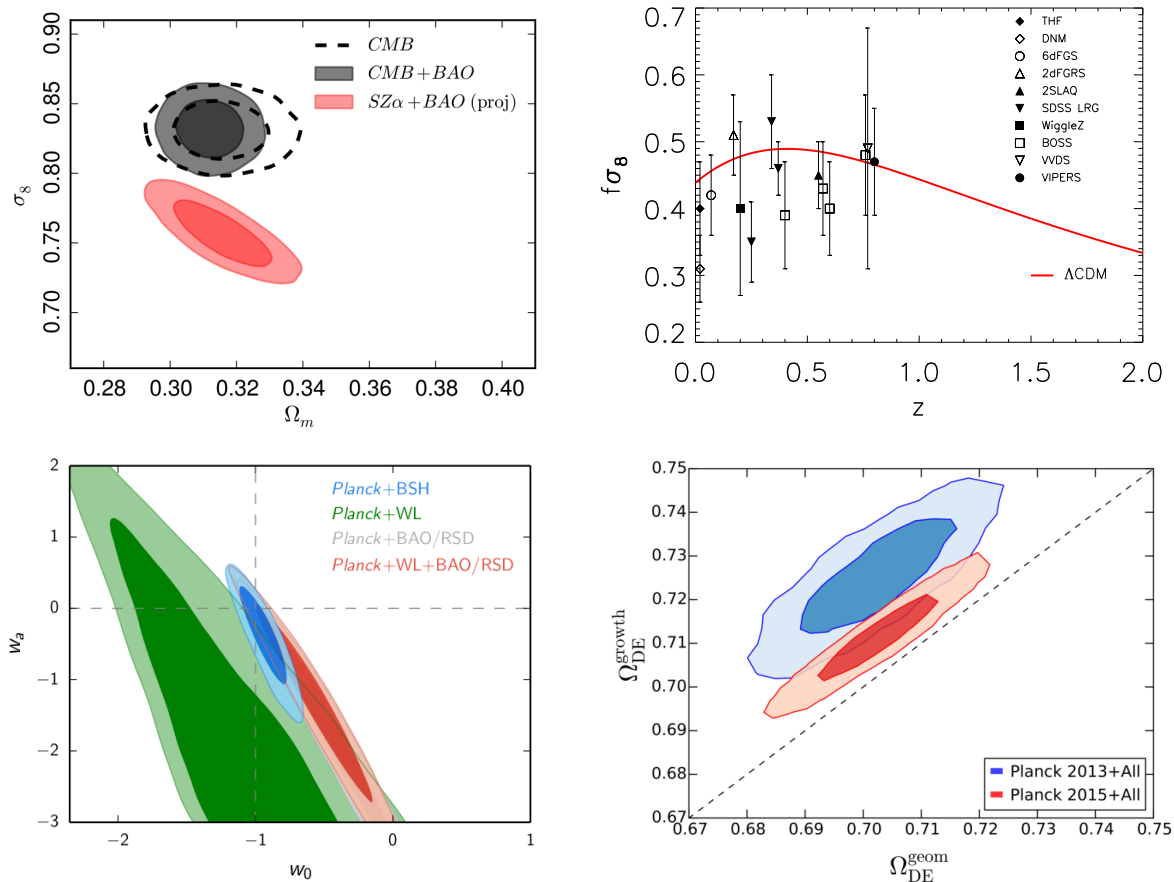 0.90
0.85
0.80
0.75
0.70
σ8
CMB
CMB+BAO
SZα+BAO (proj)
0.28 0.30 0.32 0.34 0.36 0.38 0.40
Ωm
0.8
0.7
0.6
0.5
0.4
0.3
0.2
fσ8
THF
DNM
6dFGS
2dFGRS
2SLAQ
SDSS LRG
WiggleZ
BOSS
VVDS
VIPERS
ΛCDM
0.0 0.5 1.0 1.5 2.0
z
2
1
0
−1
−2
−3
wa
Planck+BSH
Planck+WL
Planck+BAO/RSD
Planck+WL+BAO/RSD
−2 −1 0 1
w0
0.75
0.74
0.73
0.72
0.71
0.70
0.69
0.68
0.67
Ω growth DE
Planck 2013+All
Planck 2015+All
0.67 0.68 0.69 0.70 0.71 0.72 0.73 0.74 0.75
Ω geom DE